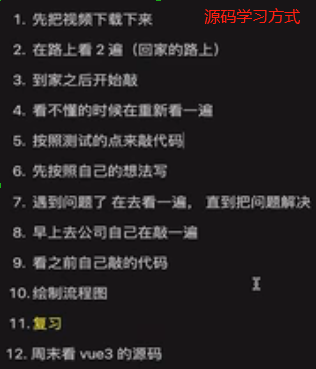 源码学习方式
1. 先把视频下载下来
2. 在路上看 2 遍（回家的路上）
3. 到家之后开始敲
4. 看不懂的时候在重新看一遍
5. 按照测试的点来敲代码
6. 先按照自己的想法写
7. 遇到问题了 在去看一遍， 直到把问题解决
8. 早上去公司自己在敲一遍
9. 看之前自己敲的代码
10. 绘制流程图
11. 复习
12. 周末看 vue3 的源码